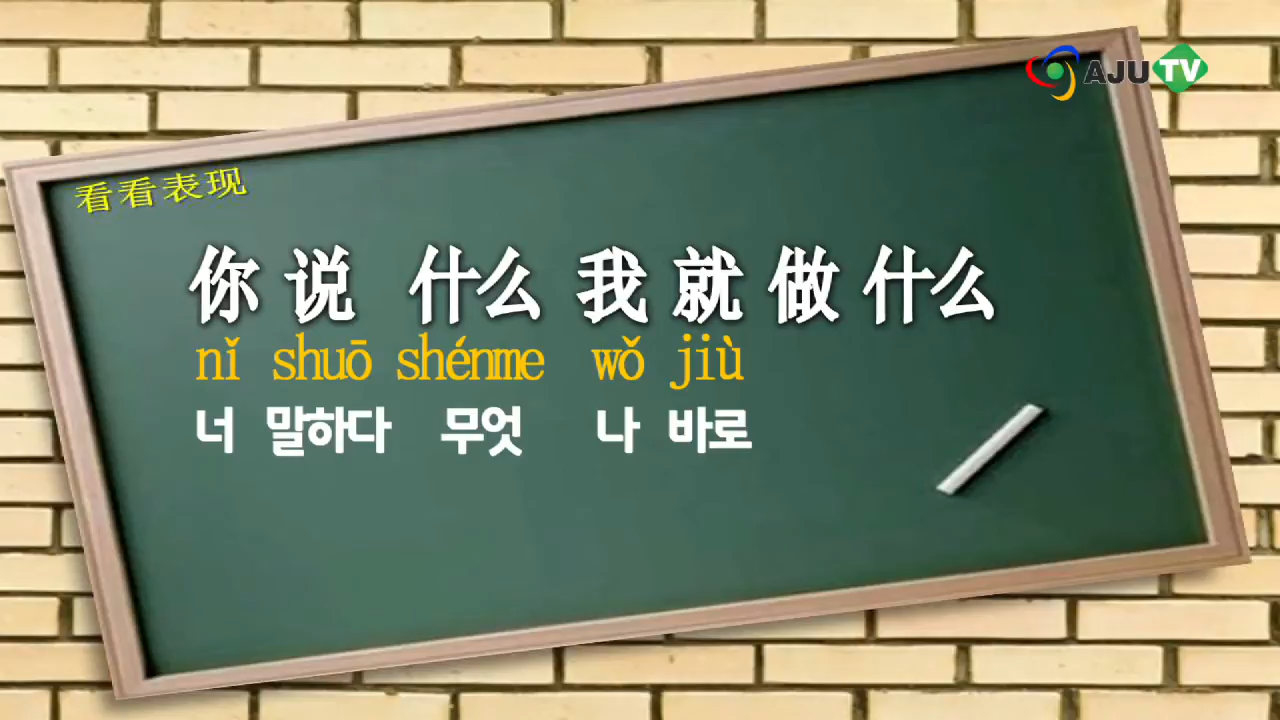 AJU TV
看看表现
你 说 什么 我 就 做 什么
nǐ shuō shénme wǒ jiù
너 말하다 무엇 나 바로